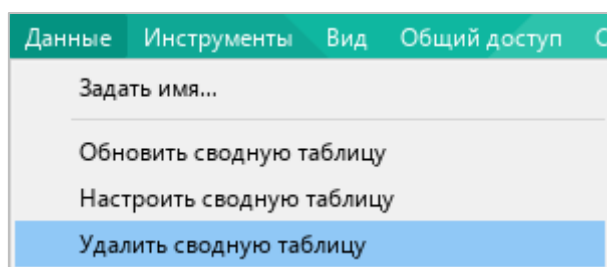 Данные Инструменты Вид Общий доступ
Задать имя...
Обновить сводную таблицу
Настроить сводную таблицу
Удалить сводную таблицу